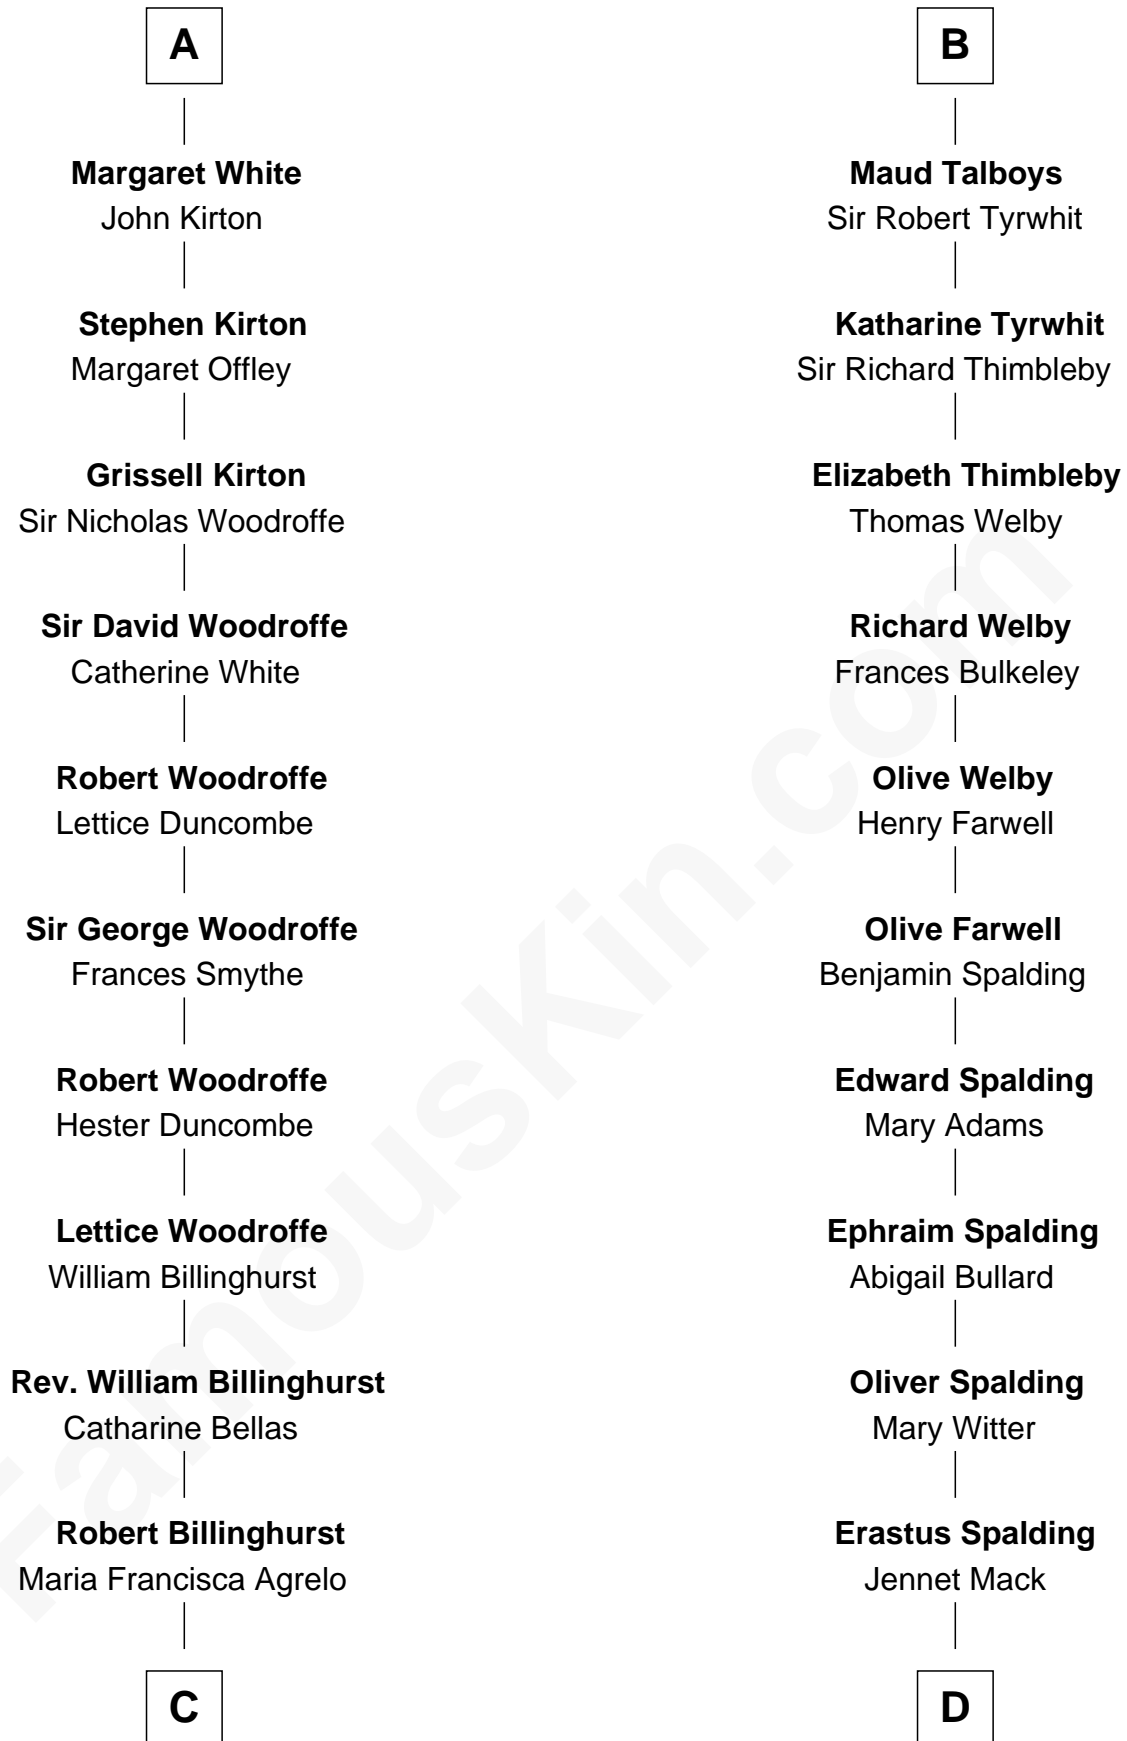 A
Margaret White
John Kirton
Stephen Kirton
Margaret Offley
Grissell Kirton
Sir Nicholas Woodroffe
Sir David Woodroffe
Catherine White
Robert Woodroffe
Lettice Duncombe
Sir George Woodroffe
Frances Smythe
Robert Woodroffe
Hester Duncombe
Lettice Woodroffe
William Billinghurst
Rev. William Billinghurst
Catharine Bellas
Robert Billinghurst
Maria Francisca Agrelo
C
B
Maud Talboys
Sir Robert Tyrwhit
Katharine Tyrwhit
Sir Richard Thimbleby
Elizabeth Thimbleby
Thomas Welby
Richard Welby
Frances Bulkeley
Olive Welby
Henry Farwell
Olive Farwell
Benjamin Spalding
Edward Spalding
Mary Adams
Ephraim Spalding
Abigail Bullard
Oliver Spalding
Mary Witter
Erastus Spalding
Jennet Mack
D
FamousKin.com